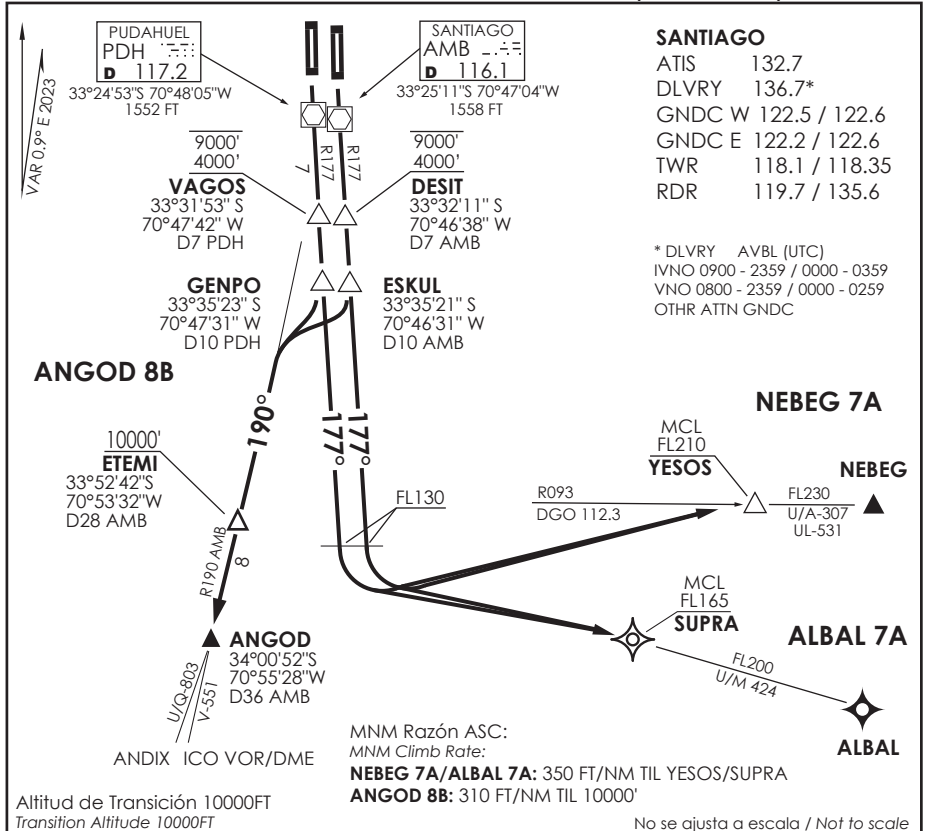 VAR 0.9° E 2023
PUDAHUEL
PDH
D 117.2
33°24'53"S 70°48'05"W
1552 FT
SANTIAGO
AMB
D 116.1
33°25'11"S 70°47'04"W
1558 FT
SANTIAGO
ATIS 132.7
DLVRY 136.7*
GNDC W 122.5 / 122.6
GNDC E 122.2 / 122.6
TWR 118.1 / 118.35
RDR 119.7 / 135.6
* DLVRY AVBL (UTC)
IVNO 0900 - 2359 / 0000 - 0359
VNO 0800 - 2359 / 0000 - 0259
OTHR ATTN GNDC
R177
7
R177
9000'
4000'
VAGOS
33°31'53" S
70°47'42" W
D7 PDH
9000'
4000'
DESIT
33°32'11" S
70°46'38" W
D7 AMB
GENPO
33°35'23" S
70°47'31" W
D10 PDH
ESKUL
33°35'21" S
70°46'31" W
D10 AMB
ANGOD 8B
190°
177°
177°
10000'
ETEMI
33°52'42"S
70°53'32"W
D28 AMB
FL130
R190 AMB
8
ANGOD
34°00'52"S
70°55'28"W
D36 AMB
U/Q-803
V-551
ANDIX ICO VOR/DME
NEBEG 7A
MCL
FL210
YESOS
NEBEG
R093
DGO 112.3
FL230
U/A-307
UL-531
MCL
FL165
SUPRA
ALBAL 7A
FL200
U/M 424
ALBAL
MNM Razón ASC:
MNM Climb Rate:
NEBEG 7A/ALBAL 7A: 350 FT/NM TIL YESOS/SUPRA
ANGOD 8B: 310 FT/NM TIL 10000'
Altitud de Transición 10000FT
Transition Altitude 10000FT
No se ajusta a escala / Not to scale